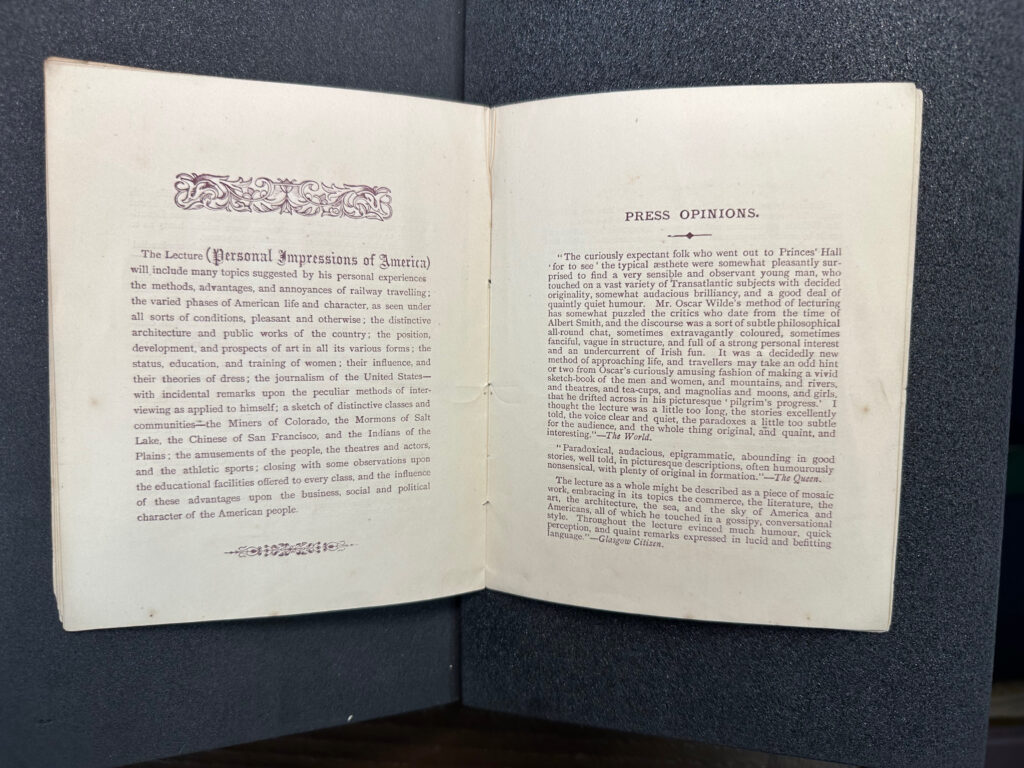 The Lecture (Personal Impressions of America)
will include many topics suggested by his personal experiences
the methods, advantages, and annoyances of railway travelling;
the varied phases of American life and character, as seen under
all sorts of conditions, pleasant and otherwise; the distinctive
architecture and public works of the country; the position,
development, and prospects of art in all its various forms; the
status, education, and training of women; their influence, and
their theories of dress; the journalism of the United States—
with incidental remarks upon the peculiar methods of inter-
viewing as applied to himself; a sketch of distinctive classes and
communities—the Miners of Colorado, the Mormons of Salt
Lake, the Chinese of San Francisco, and the Indians of the
Plains; the amusements of the people, the theatres and actors,
and the athletic sports; closing with some observations upon
the educational facilities offered to every class, and the influence
of these advantages upon the business, social and political
character of the American people.
PRESS OPINIONS.
"The curiously expectant folk who went out to Princes' Hall
'for to see' the typical æsthete were somewhat pleasantly sur-
prised to find a very sensible and observant young man, who
touched on a vast variety of Transatlantic subjects with decided
originality, somewhat audacious brilliancy, and a good deal of
quaintly quiet humour. Mr. Oscar Wilde's method of lecturing
has somewhat puzzled the critics who date from the time of
Albert Smith, and the discourse was a sort of subtle philosophical
all-round chat, sometimes extravagantly coloured, sometimes
fanciful, vague in structure, and full of a strong personal interest
and an undercurrent of Irish fun. It was a decidedly new
method of approaching life, and travellers may take an odd hint
or two from Oscar's curiously amusing fashion of making a vivid
sketch-book of the men and women, and mountains, and rivers,
and theatres, and tea-cups, and magnolias and moons, and girls,
that he drifted across in his picturesque 'pilgrim's progress.' I
thought the lecture was a little too long, the stories excellently
told, the voice clear and quiet, the paradoxes a little too subtle
for the audience, and the whole thing original, and quaint, and
interesting."—The World.
"Paradoxical, audacious, epigrammatic, abounding in good
stories, well told, in picturesque descriptions, often humourously
nonsensical, with plenty of original in formation."—The Queen.
The lecture as a whole might be described as a piece of mosaic
work, embracing in its topics the commerce, the literature, the
art, the architecture, the sea, and the sky of America and
Americans, all of which he touched in a gossipy, conversational
style. Throughout the lecture evinced much humour, quick
perception, and quaint remarks expressed in lucid and befitting
language."—Glasgow Citizen.